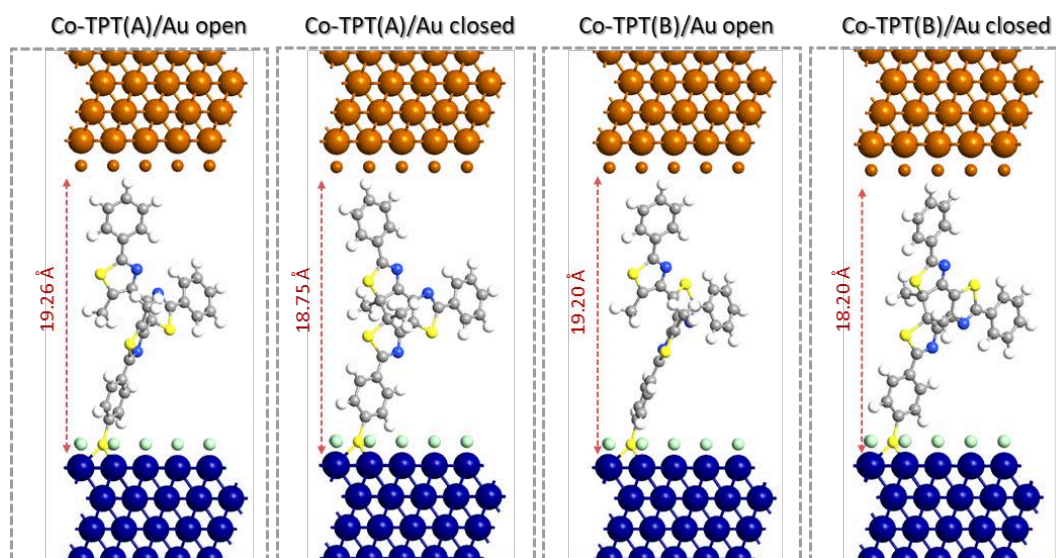 Co-TPT(A)/Au open
Co-TPT(A)/Au closed
Co-TPT(B)/Au open
Co-TPT(B)/Au closed
19.26 Å
18.75 Å
19.20 Å
18.20 Å